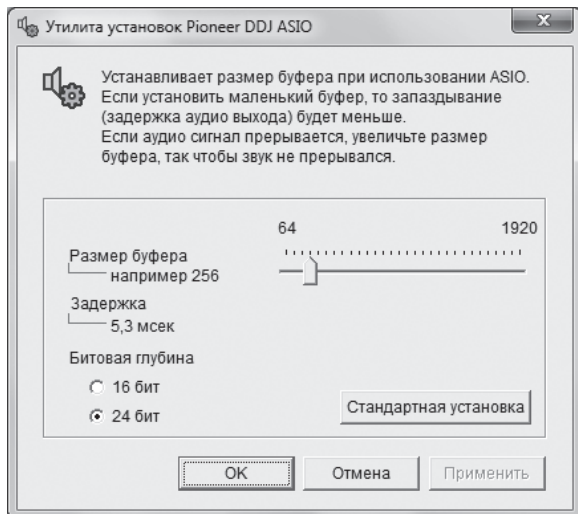 Утилита установок Pioneer DDJ ASIO
Устанавливает размер буфера при использовании ASIO.
Если установить маленький буфер, то запаздывание
(задержка аудио выхода) будет меньше.
Если аудио сигнал прерывается, увеличьте размер
буфера, так чтобы звук не прерывался.
64 1920
Размер буфера
например 256
Задержка
5,3 мсек
Битовая глубина
16 бит
24 бит
Стандартная установка
OK Отмена Применить